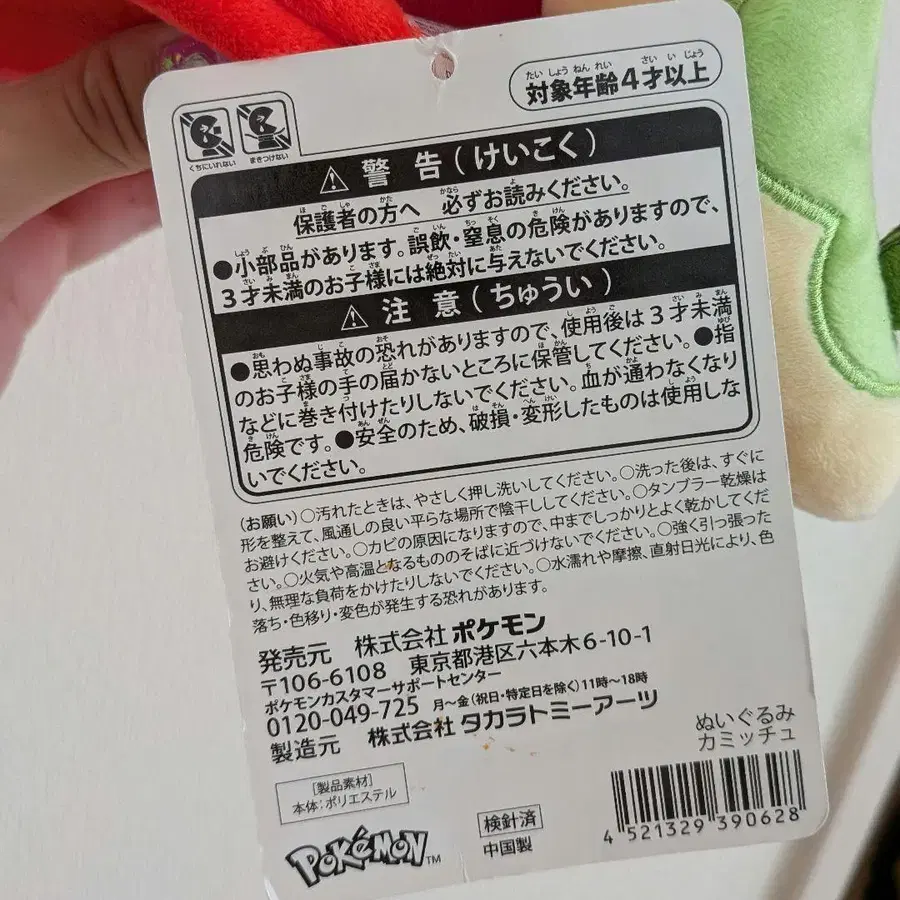 対象年齢4才以上
たいしょうねんれい さいいじょう
くちにいれない
まきつけない
警告(けいこく)
保護者の方へ 必ずお読みください。
●小部品があります。誤飲・窒息の危険がありますので、
3才未満のお子様には絶対に与えないでください。
注意(ちゅうい)
●思わぬ事故の恐れがありますので、使用後は3才未満
のお子様の手の届かないところに保管してください。●指
などに巻き付けたりしないでください。血が通わなくなり
危険です。●安全のため、破損・変形したものは使用しな
いでください。
(お願い)○汚れたときは、やさしく押し洗いしてください。○洗った後は、すぐに
形を整えて、風通しの良い平らな場所で陰干ししてください。○タンブラー乾燥は
お避けください。○カビの原因になりますので、中までしっかりとよく乾かしてくだ
さい。○火気や高温となるもののそばに近づけないでください。○強く引っ張った
り、無理な負荷をかけたりしないでください。○水濡れや摩擦、直射日光により、色
落ち・色移り・変色が発生する恐れがあります。
発売元 株式会社ポケモン
〒106-6108 東京都港区六本木6-10-1
ポケモンカスタマーサポートセンター
0120-049-725 月～金(祝日・特定日を除く)11時～18時
製造元 株式会社タカラトミーアーツ
ぬいぐるみ
カミッチュ
[製品素材]
本体:ポリエステル
POKéMON™
検針済
中国製
4 521329 390628